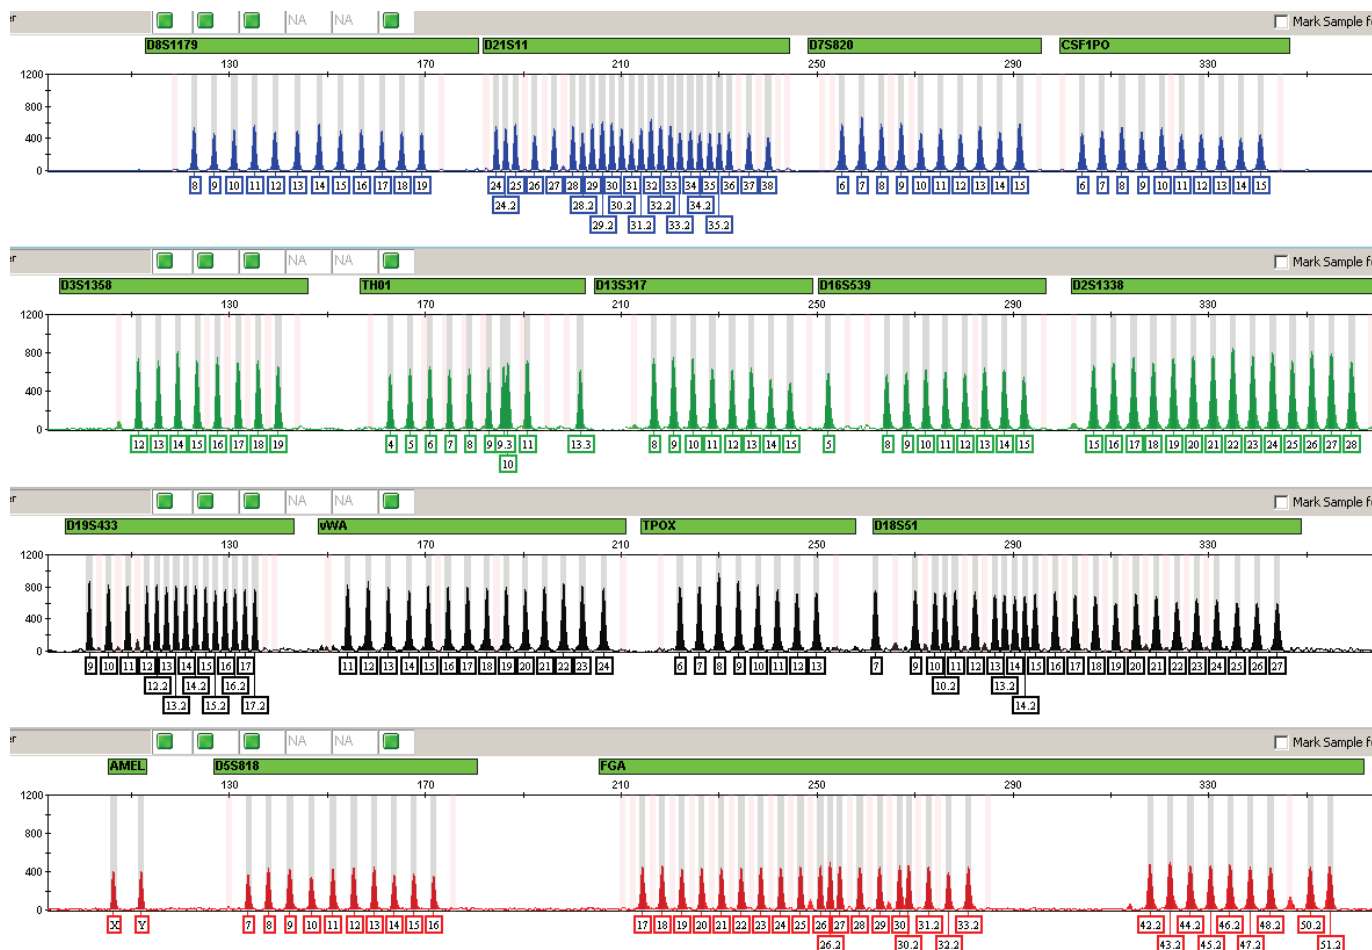 er NA NA Mark Sample f
D8S1179 D21S11 D7S820 CSF1PO
130 170 210 250 290 330
1200
800
400
0
8 9 10 11 12 13 14 15 16 17 18 19 24 25 26 27 28 29 30 31 32 33 34 35 36 37 38 6 7 8 9 10 11 12 13 14 15 6 7 8 9 10 11 12 13 14 15
24.2 28.2 30.2 32.2 34.2
29.2 31.2 33.2 35.2
er NA NA Mark Sample f
D3S1358 TH01 D13S317 D16S539 D2S1338
130 170 210 250 290 330
1200
800
400
0
12 13 14 15 16 17 18 19 4 5 6 7 8 9 9.3 11 13.3 8 9 10 11 12 13 14 15 5 8 9 10 11 12 13 14 15 15 16 17 18 19 20 21 22 23 24 25 26 27 28
10
er NA NA Mark Sample f
D19S433 vWA TPOX D18S51
130 170 210 250 290 330
1200
800
400
0
9 10 11 12 13 14 15 16 17 11 12 13 14 15 16 17 18 19 20 21 22 23 24 6 7 8 9 10 11 12 13 7 9 10 11 12 13 14 15 16 17 18 19 20 21 22 23 24 25 26 27
12.2 14.2 16.2 10.2 13.2
13.2 15.2 17.2 14.2
er NA NA Mark Sample f
AMEL D5S818 FGA
130 170 210 250 290 330
1200
800
400
0
X Y 7 8 9 10 11 12 13 14 15 16 17 18 19 20 21 22 23 24 25 26 27 28 29 30 31.2 33.2 42.2 44.2 46.2 48.2 50.2
26.2 30.2 32.2 43.2 45.2 47.2 51.2